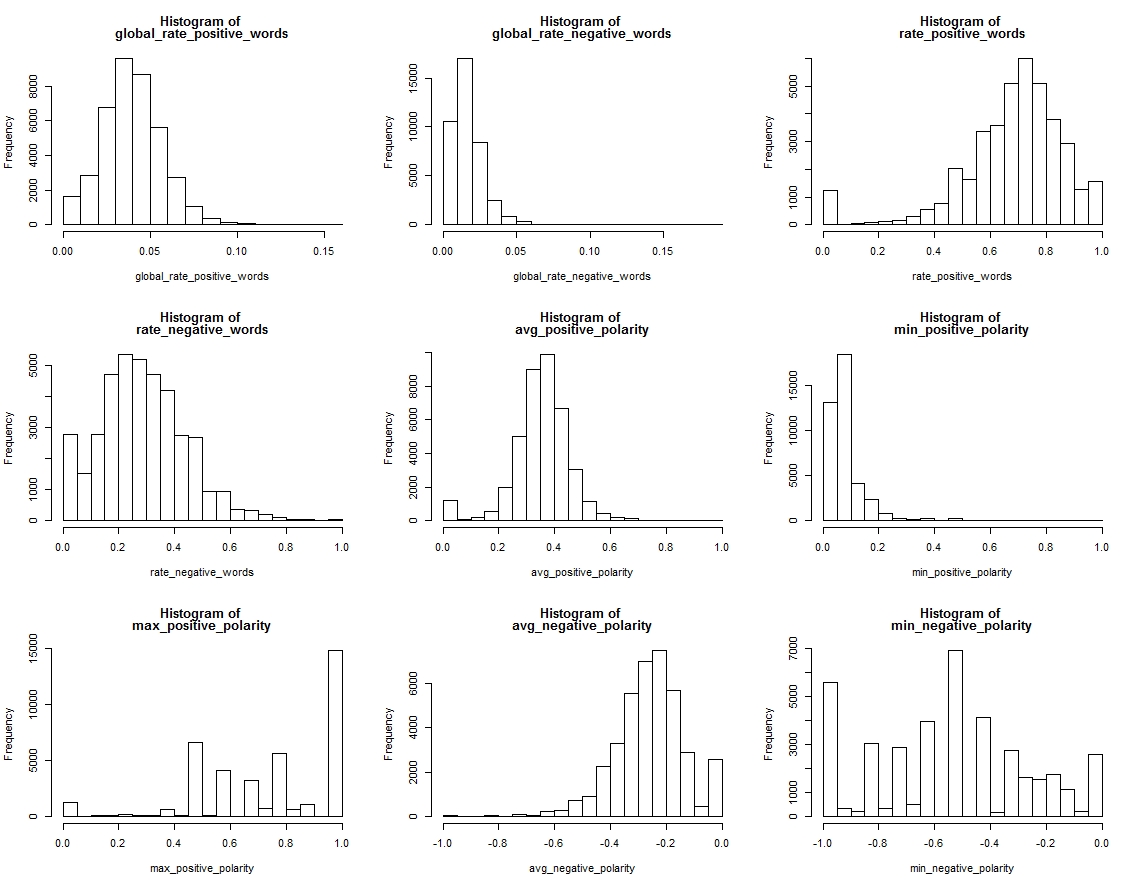 Histogram of
global_rate_positive_words
Frequency
0
2000
4000
6000
8000
0.00
0.05
0.10
0.15
global_rate_positive_words
Histogram of
global_rate_negative_words
Frequency
0
5000
10000
15000
0.00
0.05
0.10
0.15
global_rate_negative_words
Histogram of
rate_positive_words
Frequency
0
1000
3000
5000
0.0
0.2
0.4
0.6
0.8
1.0
rate_positive_words
Histogram of
rate_negative_words
Frequency
0
1000
3000
5000
0.0
0.2
0.4
0.6
0.8
1.0
rate_negative_words
Histogram of
avg_positive_polarity
Frequency
0
2000
4000
6000
8000
0.0
0.2
0.4
0.6
0.8
1.0
avg_positive_polarity
Histogram of
min_positive_polarity
Frequency
0
5000
10000
15000
0.0
0.2
0.4
0.6
0.8
1.0
min_positive_polarity
Histogram of
max_positive_polarity
Frequency
0
5000
10000
15000
0.0
0.2
0.4
0.6
0.8
1.0
max_positive_polarity
Histogram of
avg_negative_polarity
Frequency
0
2000
4000
6000
-1.0
-0.8
-0.6
-0.4
-0.2
0.0
avg_negative_polarity
Histogram of
min_negative_polarity
Frequency
0
1000
3000
5000
7000
-1.0
-0.8
-0.6
-0.4
-0.2
0.0
min_negative_polarity